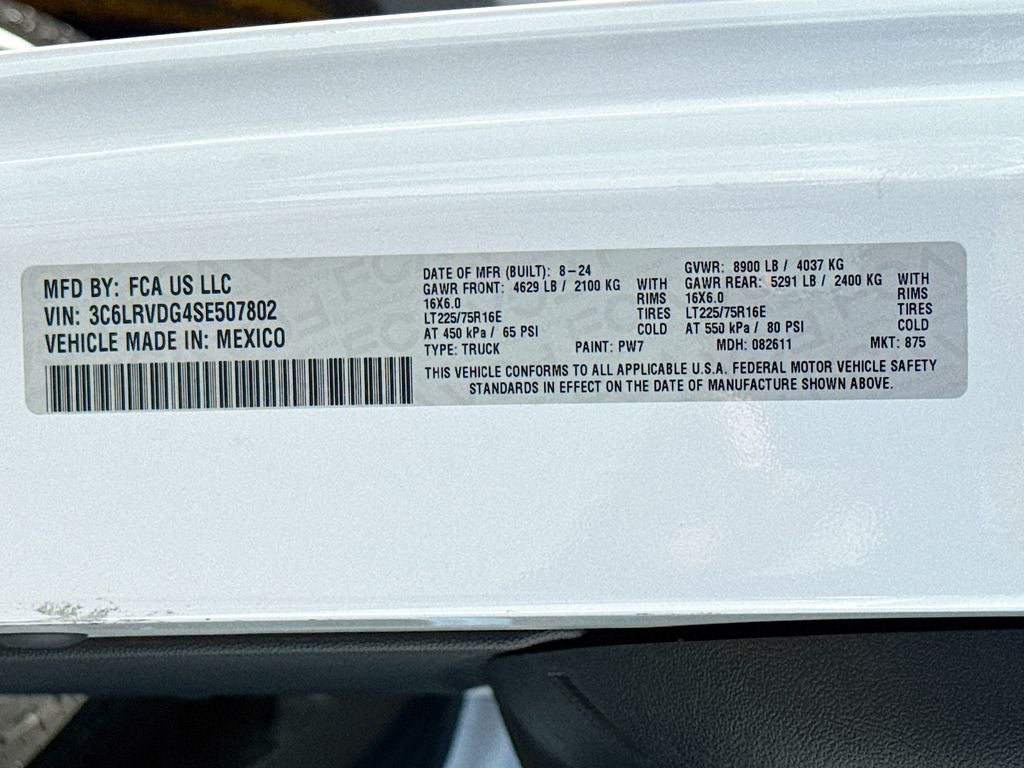 MFD BY: FCA US LLC
VIN: 3C6LRVDG4SE507802
VEHICLE MADE IN: MEXICO
DATE OF MFR (BUILT): 8-24
GAWR FRONT: 4629 LB / 2100 KG WITH
16X6.0 RIMS
LT225/75R16E TIRES
AT 450 kPa / 65 PSI COLD
GVWR: 8900 LB / 4037 KG
GAWR REAR: 5291 LB / 2400 KG WITH
16X6.0 RIMS
LT225/75R16E TIRES
AT 550 kPa / 80 PSI COLD
TYPE: TRUCK PAINT: PW7 MDH: 082611 MKT: 875
THIS VEHICLE CONFORMS TO ALL APPLICABLE U.S.A. FEDERAL MOTOR VEHICLE SAFETY
STANDARDS IN EFFECT ON THE DATE OF MANUFACTURE SHOWN ABOVE.